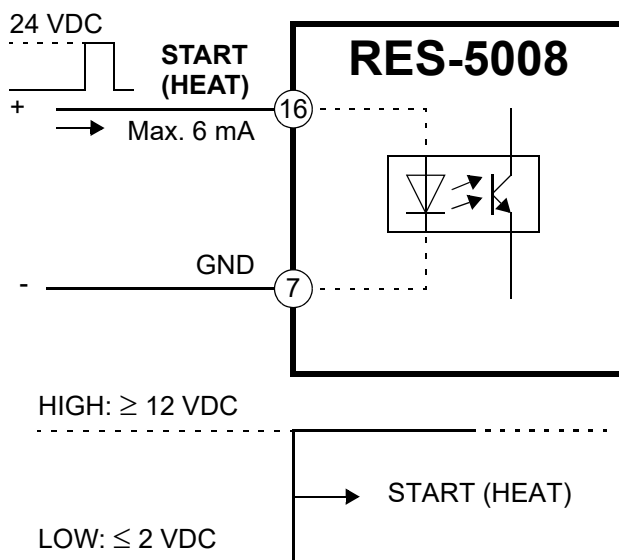 24 VDC
START
(HEAT)
RES-5008
+
16
Max. 6 mA
GND
-
7
HIGH: ≥ 12 VDC
START (HEAT)
LOW: ≤ 2 VDC